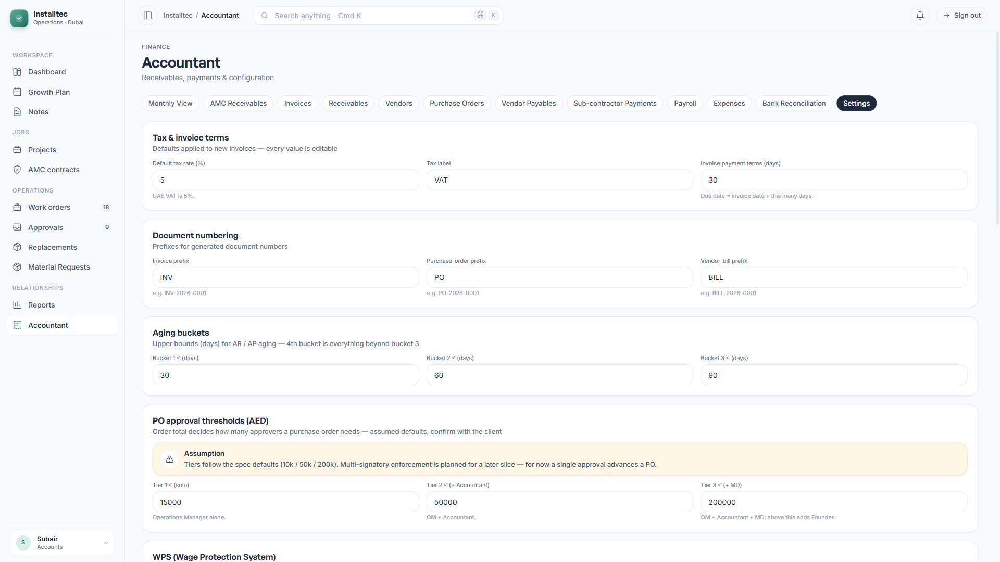 Installtec
Operations · Dubai
Installtec / Accountant
Search anything - Cmd K
⌘ K
Sign out
WORKSPACE
Dashboard
Growth Plan
Notes
JOBS
Projects
AMC contracts
OPERATIONS
Work orders 18
Approvals 0
Replacements
Material Requests
RELATIONSHIPS
Reports
Accountant
S
Subair
Accounts
FINANCE
Accountant
Receivables, payments & configuration
Monthly View
AMC Receivables
Invoices
Receivables
Vendors
Purchase Orders
Vendor Payables
Sub-contractor Payments
Payroll
Expenses
Bank Reconciliation
Settings
Tax & invoice terms
Defaults applied to new invoices — every value is editable
Default tax rate (%)
5
UAE VAT is 5%.
Tax label
VAT
Invoice payment terms (days)
30
Due date = invoice date + this many days.
Document numbering
Prefixes for generated document numbers
Invoice prefix
INV
e.g. INV-2026-0001
Purchase-order prefix
PO
e.g. PO-2026-0001
Vendor-bill prefix
BILL
e.g. BILL-2026-0001
Aging buckets
Upper bounds (days) for AR / AP aging — 4th bucket is everything beyond bucket 3
Bucket 1 ≤ (days)
30
Bucket 2 ≤ (days)
60
Bucket 3 ≤ (days)
90
PO approval thresholds (AED)
Order total decides how many approvers a purchase order needs — assumed defaults, confirm with the client
Assumption
Tiers follow the spec defaults (10k / 50k / 200k). Multi-signatory enforcement is planned for a later slice — for now a single approval advances a PO.
Tier 1 ≤ (solo)
15000
Operations Manager alone.
Tier 2 ≤ (+ Accountant)
50000
OM + Accountant.
Tier 3 ≤ (+ MD)
200000
OM + Accountant + MD; above this adds Founder.
WPS (Wage Protection System)